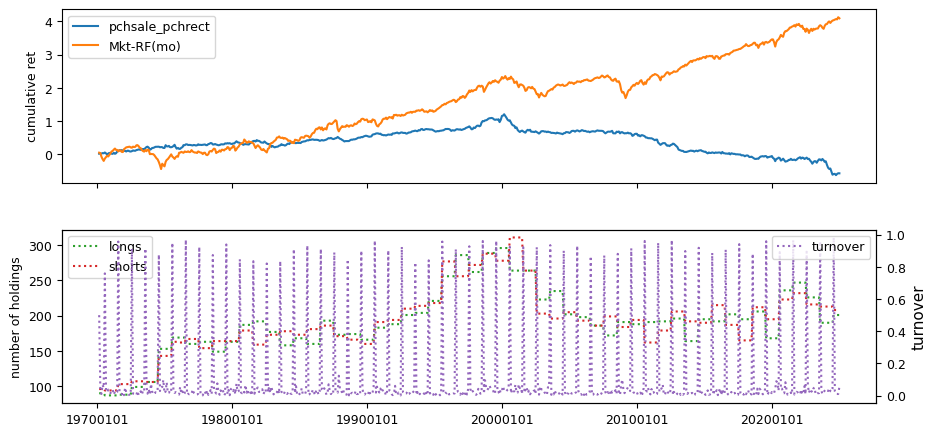 pchsale_pchrect
Mkt-RF(mo)
cumulative ret
4
3
2
1
0
longs
shorts
turnover
number of holdings
300
250
200
150
100
turnover
1.0
0.8
0.6
0.4
0.2
0.0
19700101
19800101
19900101
20000101
20100101
20200101